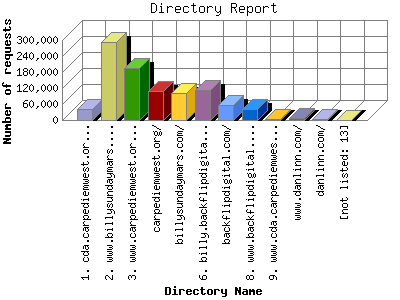 Directory Report
Number of requests
300,000
240,000
180,000
120,000
60,000
0
1. cda.carpediemwest.or...
2. www.billysundaymars...
3. www.carpediemwest.or...
carpediemwest.org/
billysundaymars.com/
6. billy.backflipdigita...
backflipdigital.com/
8. www.backflipdigital...
9. www.cda.carpediemwes...
www.danlinn.com/
danlinn.com/
[not listed: 13]
Directory Name